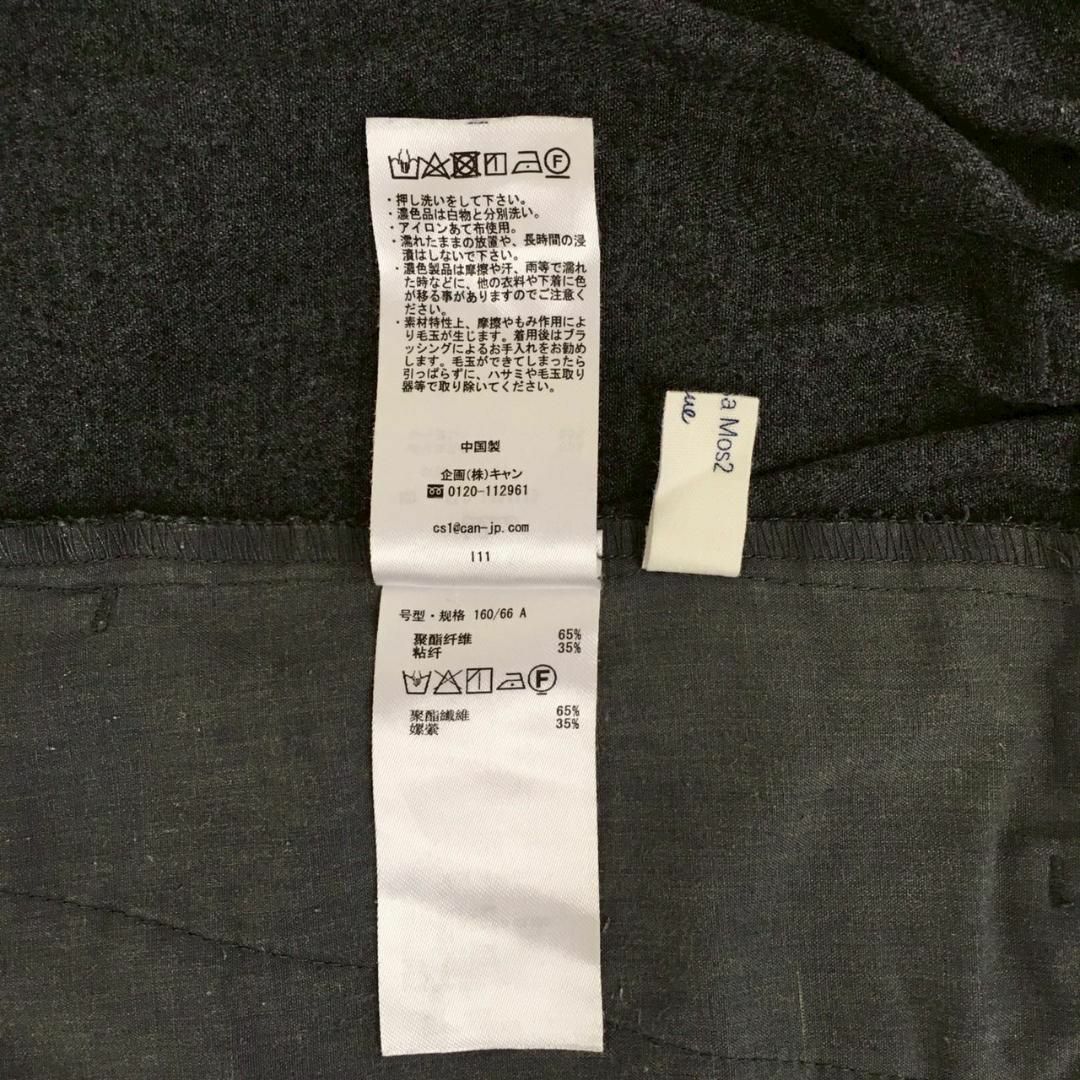 ・押し洗いをして下さい。
・濃色品は白物と分別洗い。
・アイロンあて布使用。
・濡れたままの放置や、長時間の浸
漬はしないで下さい。
・濃色製品は摩擦や汗、雨等で濡れ
た時などに、他の衣料や下着に色
が移る事がありますのでご注意く
ださい。
・素材特性上、摩擦やもみ作用によ
り毛玉が生じます。着用後はブラ
ッシングによるお手入れをお勧め
します。毛玉ができてしまったら
引っぱらずに、ハサミや毛玉取り
器等で取り除いてください。
中国製
企画(株)キャン
0120-112961
cs1@can-jp.com
I11
号型・规格 160/66 A
聚酯纤维 65%
粘纤 35%
F
聚酯纖維 65%
嫘縈 35%
F
a Mos2
ue